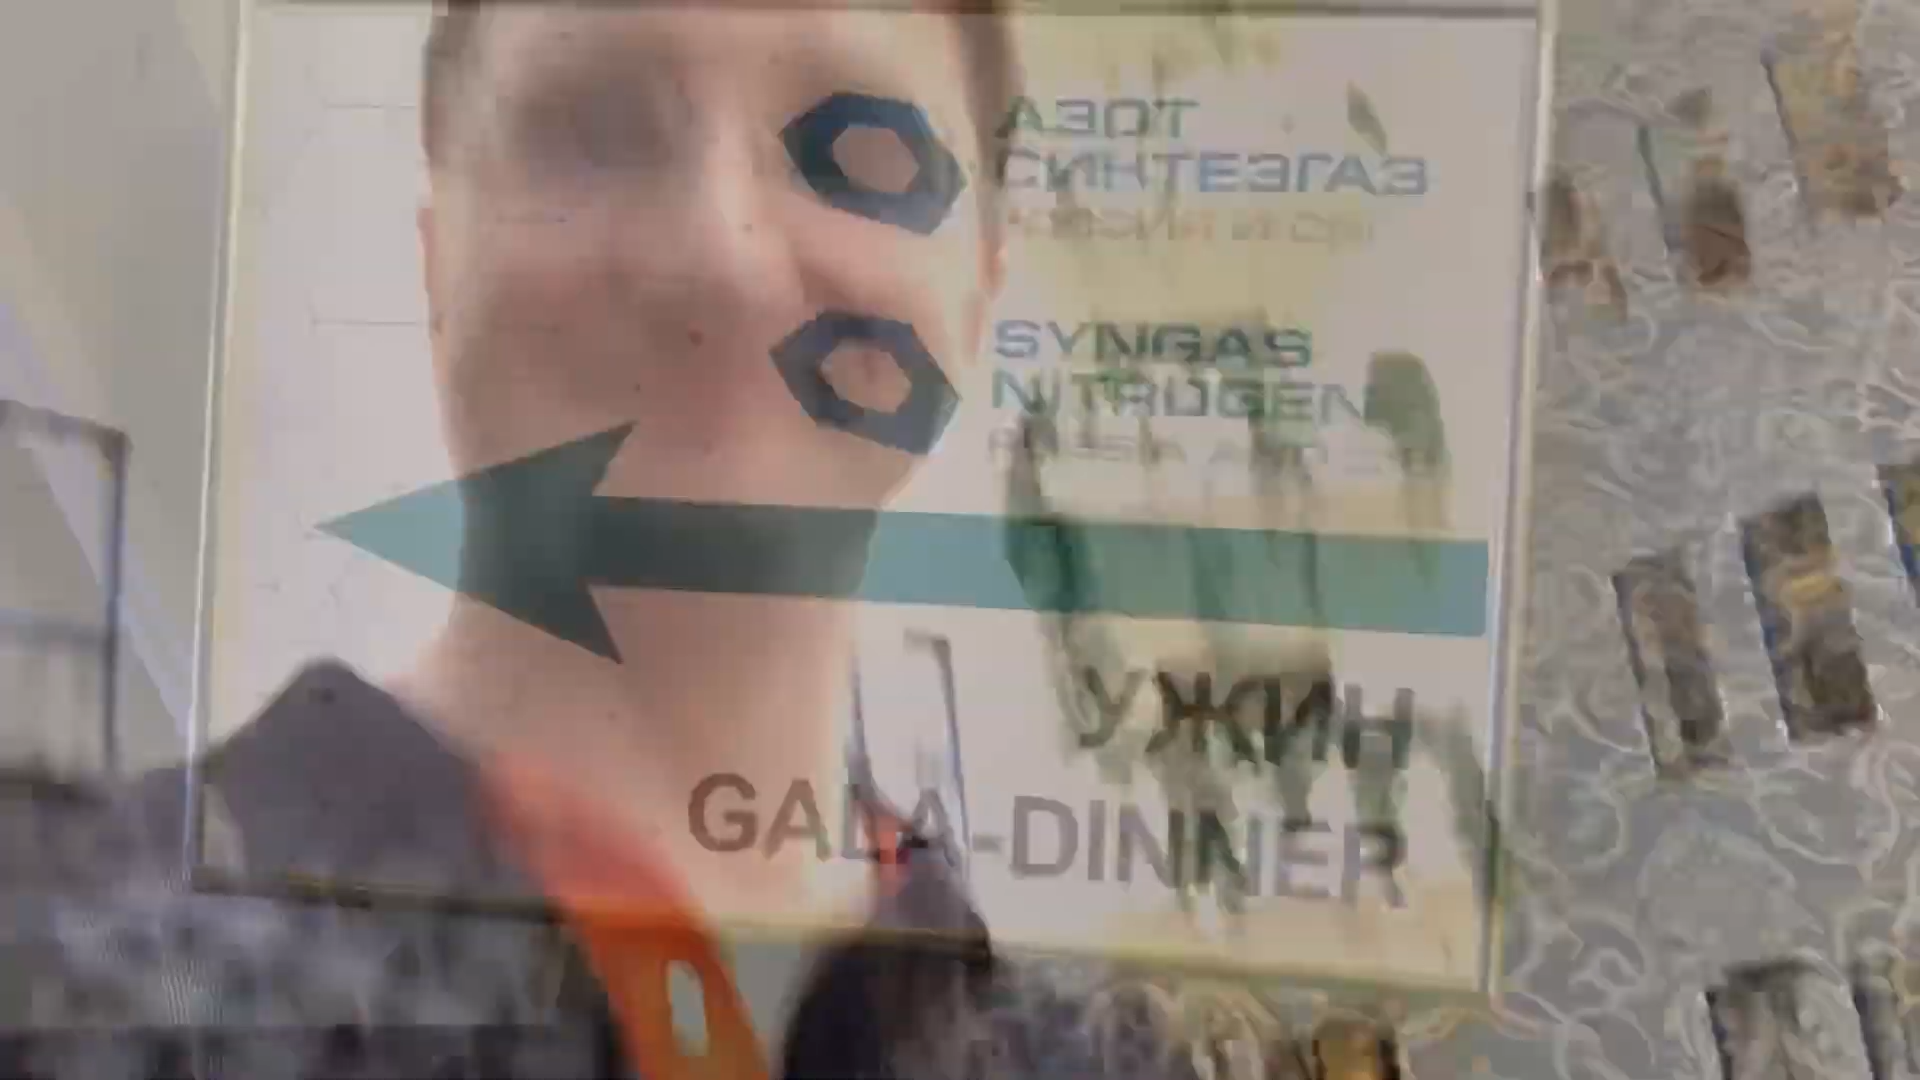 АЗОТ
СИНТЕЗГАЗ
SYNGAS
NITROGEN
УЖИН
GALA-DINNER